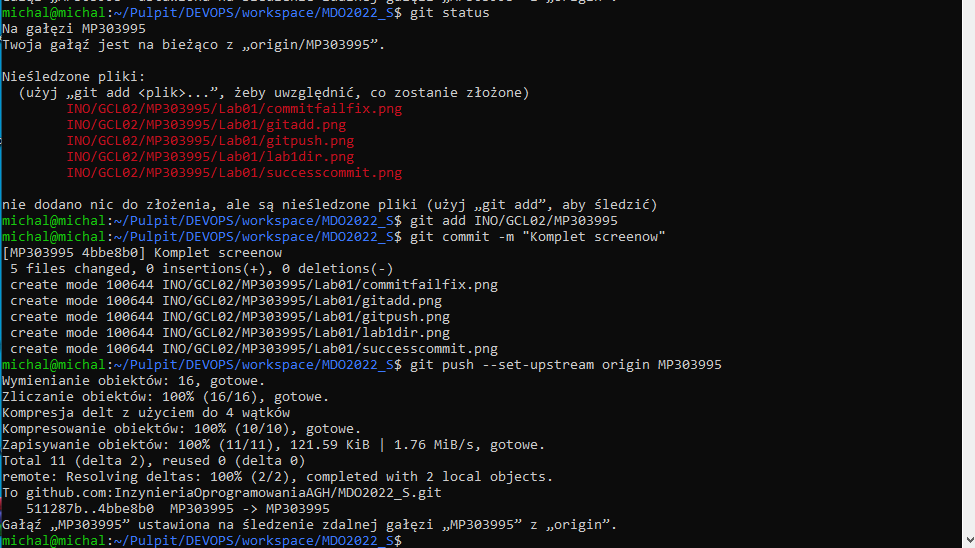 michal@michal:~/Pulpit/DEVOPS/workspace/MDO2022_S$ git status
Na gałęzi MP303995
Twoja gałąź jest na bieżąco z „origin/MP303995”.
Nieśledzone pliki:
(użyj „git add <plik>...”, żeby uwzględnić, co zostanie złożone)
INO/GCL02/MP303995/Lab01/commitfailfix.png
INO/GCL02/MP303995/Lab01/gitadd.png
INO/GCL02/MP303995/Lab01/gitpush.png
INO/GCL02/MP303995/Lab01/lab1dir.png
INO/GCL02/MP303995/Lab01/successcommit.png
nie dodano nic do złożenia, ale są nieśledzone pliki (użyj „git add”, aby śledzić)
michal@michal:~/Pulpit/DEVOPS/workspace/MDO2022_S$ git add INO/GCL02/MP303995
michal@michal:~/Pulpit/DEVOPS/workspace/MDO2022_S$ git commit -m "Komplet screenow"
[MP303995 4bbe8b0] Komplet screenow
5 files changed, 0 insertions(+), 0 deletions(-)
create mode 100644 INO/GCL02/MP303995/Lab01/commitfailfix.png
create mode 100644 INO/GCL02/MP303995/Lab01/gitadd.png
create mode 100644 INO/GCL02/MP303995/Lab01/gitpush.png
create mode 100644 INO/GCL02/MP303995/Lab01/lab1dir.png
create mode 100644 INO/GCL02/MP303995/Lab01/successcommit.png
michal@michal:~/Pulpit/DEVOPS/workspace/MDO2022_S$ git push --set-upstream origin MP303995
Wymienianie obiektów: 16, gotowe.
Zliczanie obiektów: 100% (16/16), gotowe.
Kompresja delt z użyciem do 4 wątków
Kompresowanie obiektów: 100% (10/10), gotowe.
Zapisywanie obiektów: 100% (11/11), 121.59 KiB | 1.76 MiB/s, gotowe.
Total 11 (delta 2), reused 0 (delta 0)
remote: Resolving deltas: 100% (2/2), completed with 2 local objects.
To github.com:InzynieriaOprogramowaniaAGH/MDO2022_S.git
511287b..4bbe8b0  MP303995 -> MP303995
Gałąź „MP303995” ustawiona na śledzenie zdalnej gałęzi „MP303995” z „origin”.
michal@michal:~/Pulpit/DEVOPS/workspace/MDO2022_S$